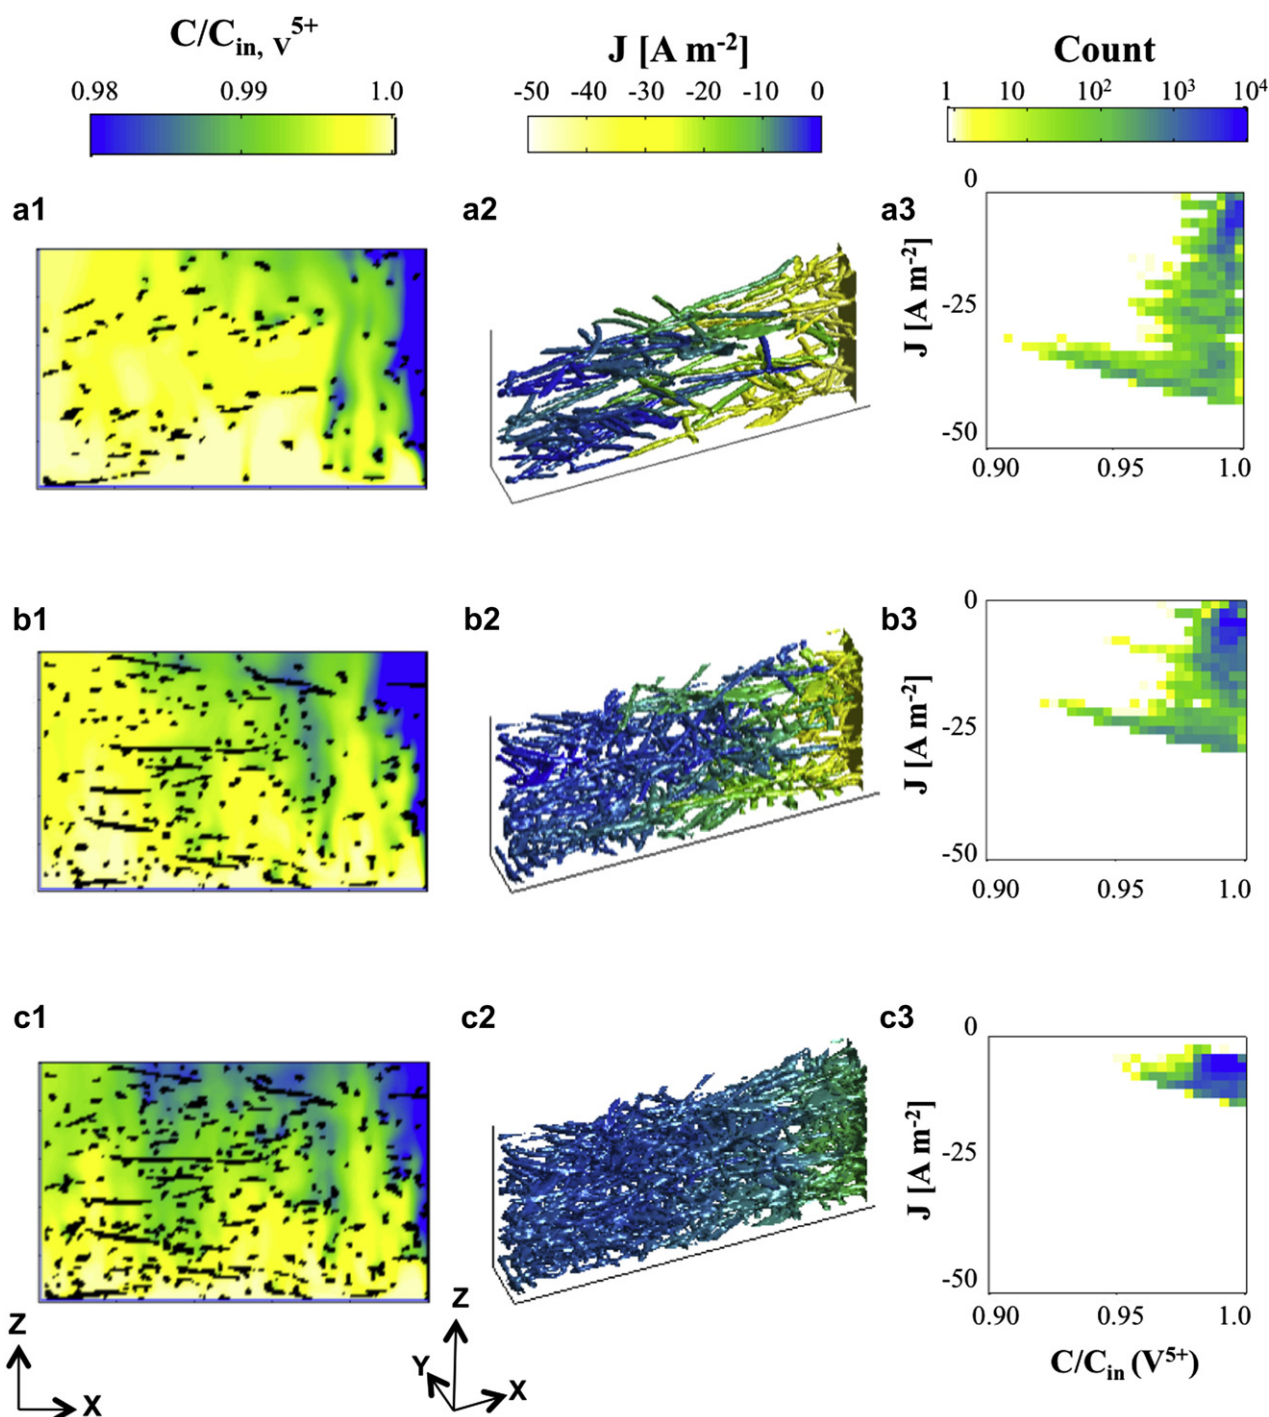 C/Cin, V5+
J [A m-2]
Count
0.98 0.99 1.0
-50 -40 -30 -20 -10 0
1 10 10² 10³ 10⁴
a1
a2
a3
0
-25
-50
J [A m-2]
0.90 0.95 1.0
b1
b2
b3
0
-25
-50
J [A m-2]
0.90 0.95 1.0
c1
c2
c3
0
-25
-50
J [A m-2]
0.90 0.95 1.0
C/Cin (V5+)
Z
X
Z
Y
X